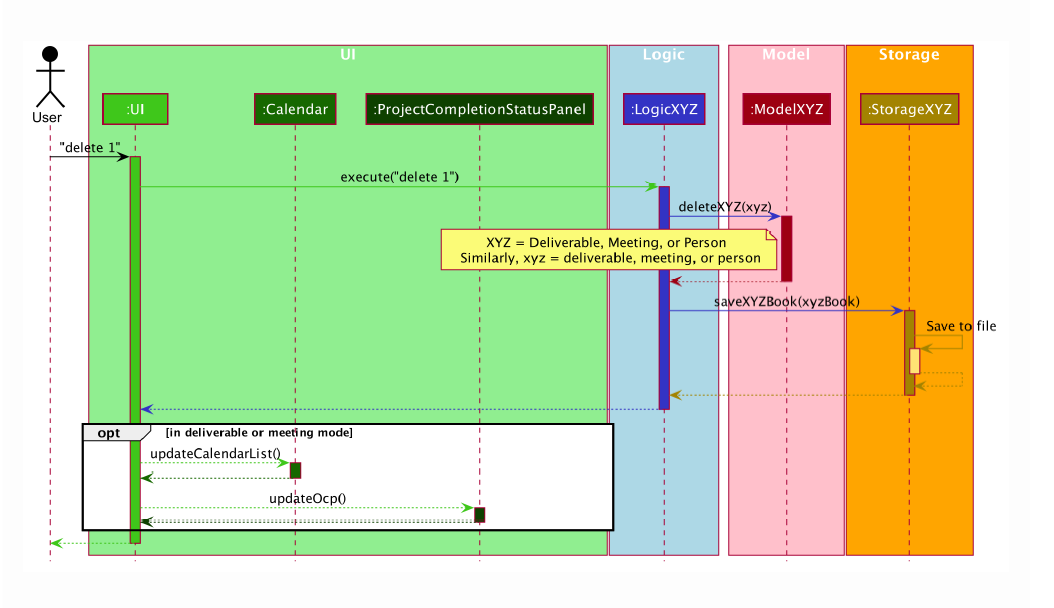 UI
Logic
Model
Storage
User
:UI
:Calendar
:ProjectCompletionStatusPanel
:LogicXYZ
:ModelXYZ
:StorageXYZ
"delete 1"
execute("delete 1")
deleteXYZ(xyz)
XYZ = Deliverable, Meeting, or Person
Similarly, xyz = deliverable, meeting, or person
saveXYZBook(xyzBook)
Save to file
opt
[in deliverable or meeting mode]
updateCalendarList()
updateOcp()